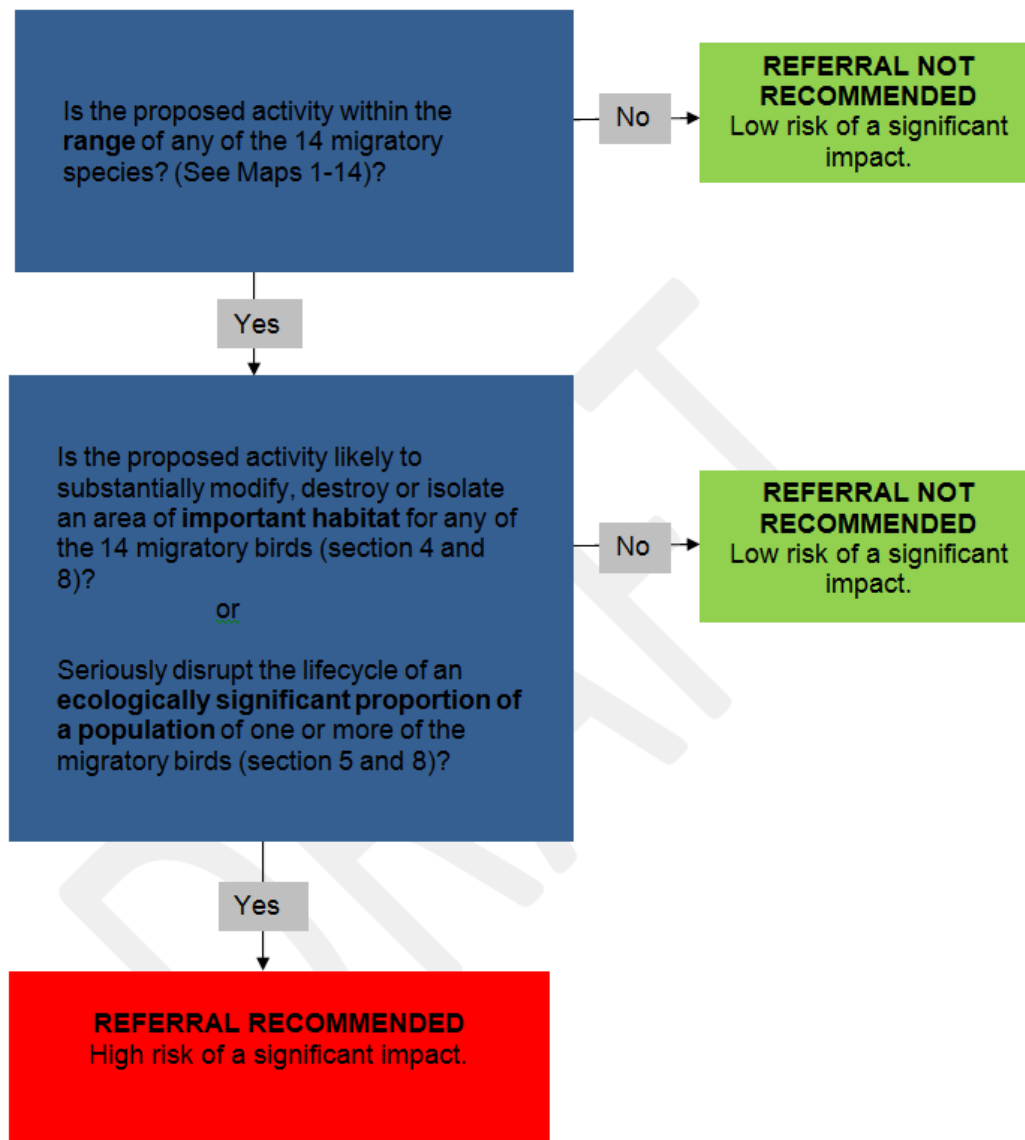 Is the proposed activity within the
range of any of the 14 migratory
species? (See Maps 1-14)?
No
REFERRAL NOT
RECOMMENDED
Low risk of a significant
impact.
Yes
Is the proposed activity likely to
substantially modify, destroy or isolate
an area of important habitat for any of
the 14 migratory birds (section 4 and
8)?
or
Seriously disrupt the lifecycle of an
ecologically significant proportion of
a population of one or more of the
migratory birds (section 5 and 8)?
No
REFERRAL NOT
RECOMMENDED
Low risk of a significant
impact.
Yes
REFERRAL RECOMMENDED
High risk of a significant impact.
DRAFT